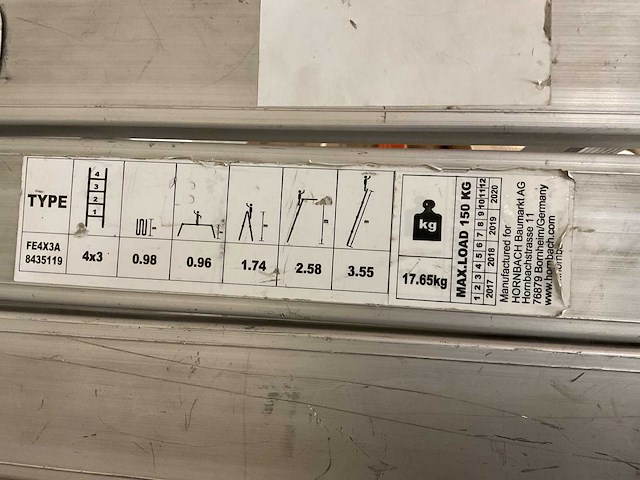 TYPE
4
3
2
1
FE4X3A
8435119
4x3
0.98
0.96
1.74
2.58
3.55
kg
17.65kg
MAX.LOAD 150 KG
1 2 3 4 5 6 7 8 9 10 11 12
2017 2018 2019 2020
Manufactured for
HORNBACH Baumarkt AG
Hornbachstrasse 11
76879 Bornheim/Germany
www.hornbach.com